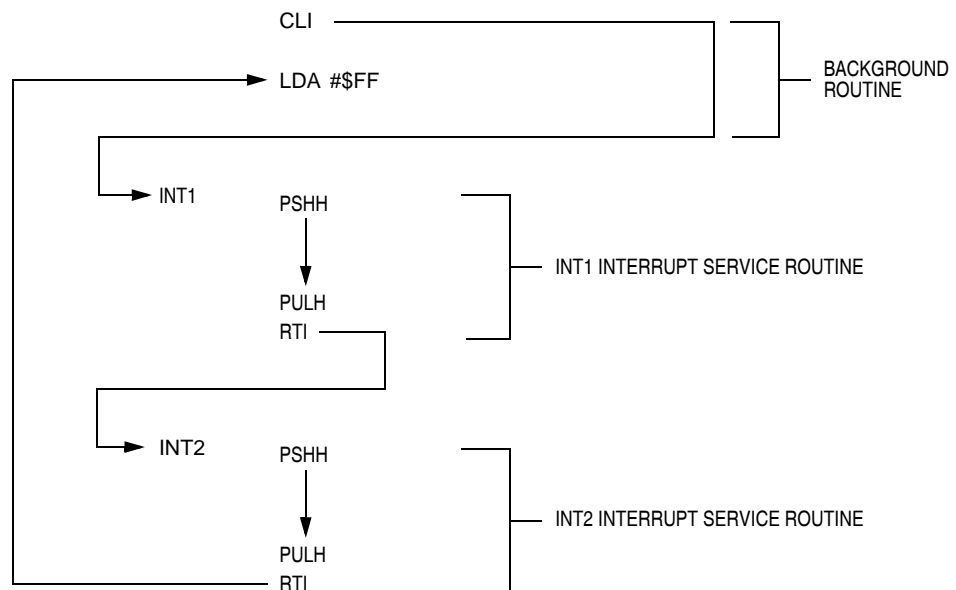 CLI
LDA #$FF
BACKGROUND
ROUTINE
INT1
PSHH
INT1 INTERRUPT SERVICE ROUTINE
PULH
RTI
INT2
PSHH
INT2 INTERRUPT SERVICE ROUTINE
PULH
RTI